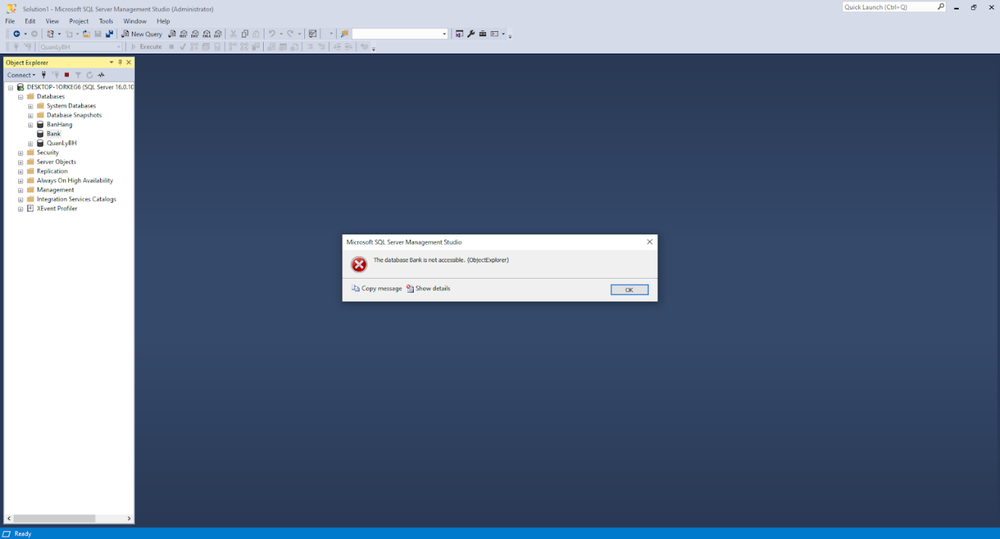 Solution1 - Microsoft SQL Server Management Studio (Administrator)
Quick Launch (Ctrl+Q)
File Edit View Project Tools Window Help
New Query
QuanLyBH
Execute
Object Explorer
Connect
DESKTOP-1ORKEG6 (SQL Server 16.0.10
Databases
System Databases
Database Snapshots
BanHang
Bank
QuanLyBH
Security
Server Objects
Replication
Always On High Availability
Management
Integration Services Catalogs
XEvent Profiler
Microsoft SQL Server Management Studio
The database Bank is not accessible. (ObjectExplorer)
Copy message Show details OK
Ready